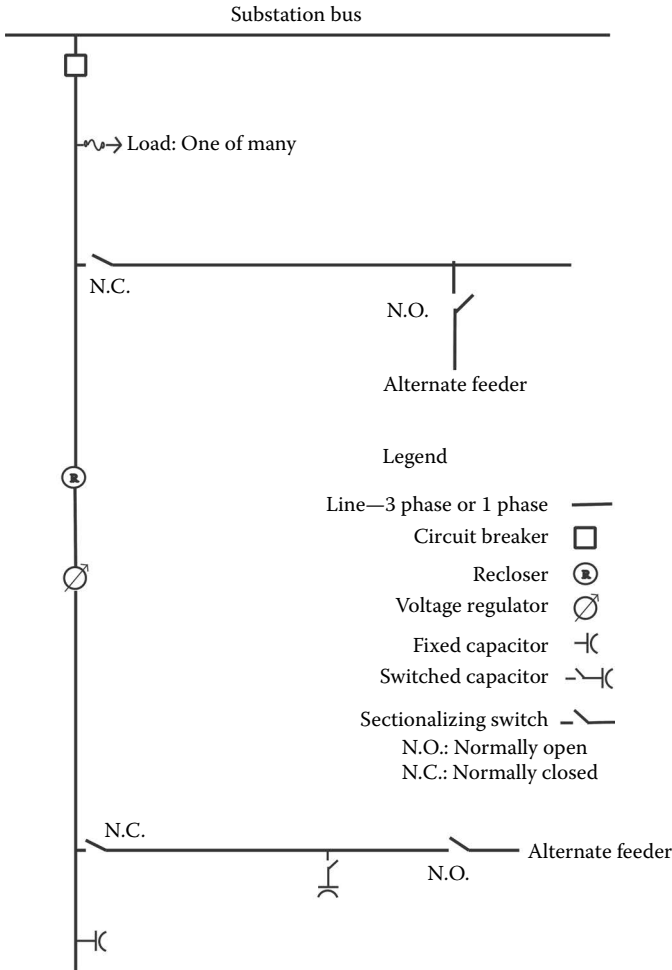 Substation bus
Load: One of many
N.C.
N.O.
Alternate feeder
Legend
Line—3 phase or 1 phase
Circuit breaker
R
Recloser
R
Voltage regulator
Fixed capacitor
Switched capacitor
Sectionalizing switch
N.O.: Normally open
N.C.: Normally closed
N.C.
Alternate feeder
N.O.